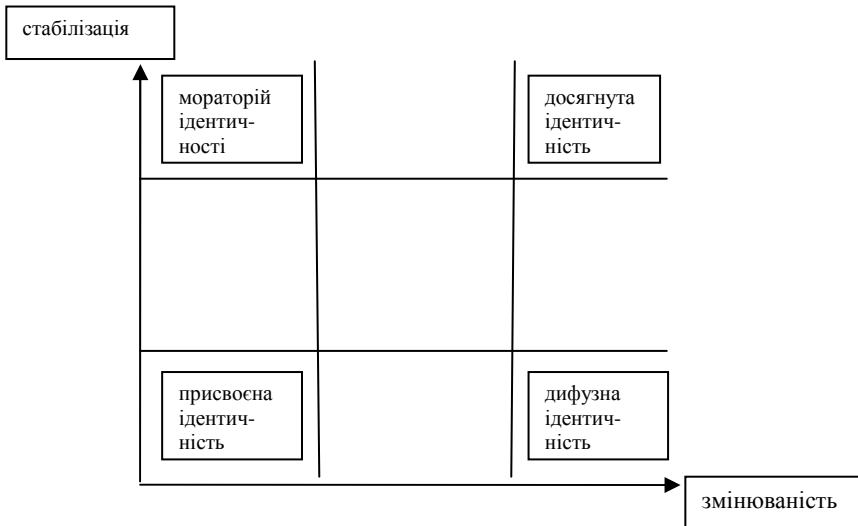 стабілізація
мораторій
ідентич-
ності
досягнута
ідентич-
ність
присвоєна
ідентич-
ність
дифузна
ідентич-
ність
змінюваність